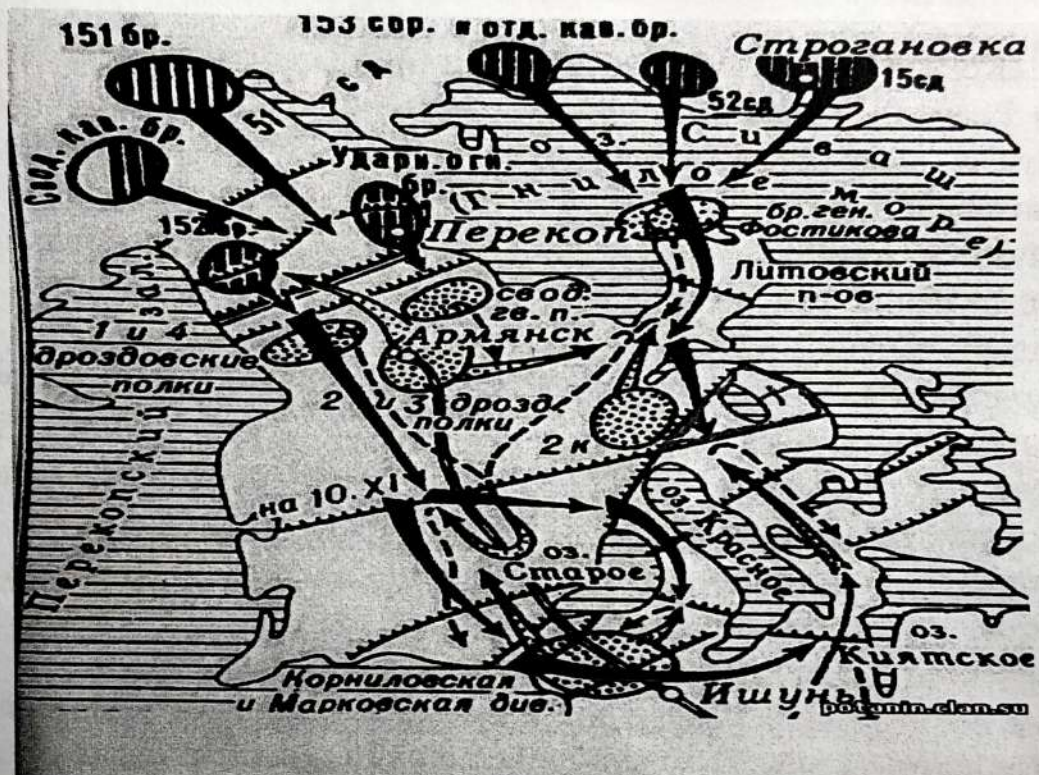 151 бр.
153 сбр. и отд. кав. бр.
Строгановка
15сд
52сд
51 сд
Свод. кав. бр.
Ударн. огн.
бр.
152 бр.
оз. Сиваш
(Гнилое море)
Перекоп
бр. ген.
Фостикова
Литовский
п-ов
свод.
гв. п.
Армянск
1 и 4
дроздовские
полки
2 и 3 дрозд.
полки
2 к
Перекопский зал.
на 10.XI
оз.
Старое
оз. Красное
оз.
Киятское
Корниловская
и Марковская див.
Ишунь
potanin.clan.su